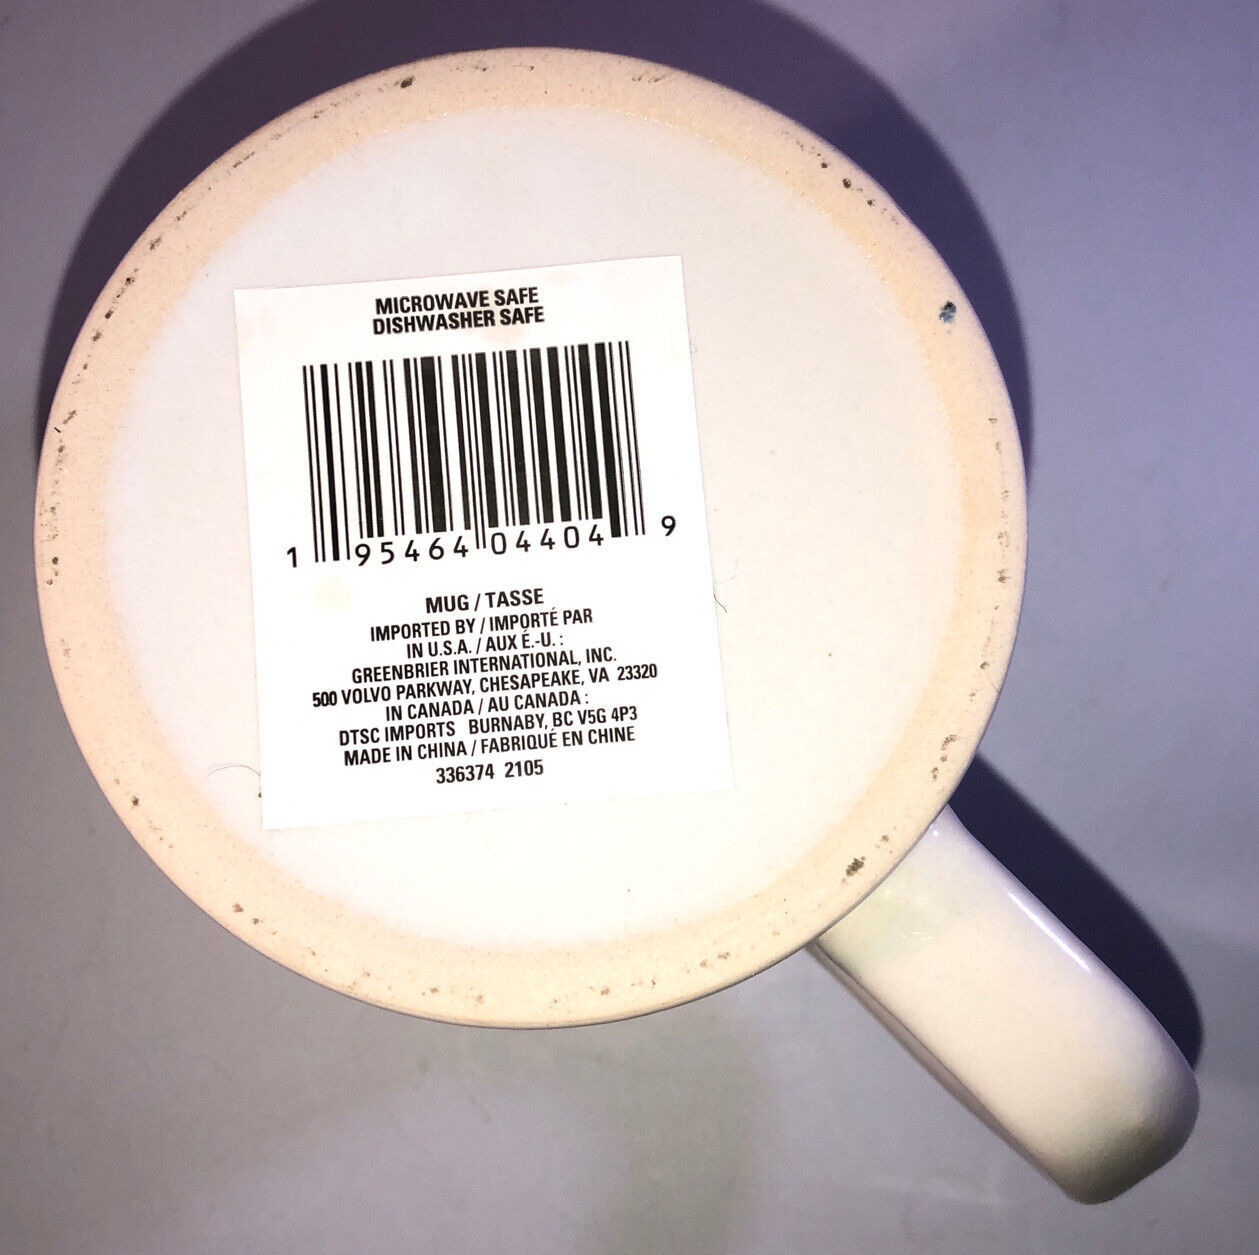 MICROWAVE SAFE
DISHWASHER SAFE
1 95464 04404 9
MUG / TASSE
IMPORTED BY / IMPORTÉ PAR
IN U.S.A. / AUX É.-U. :
GREENBRIER INTERNATIONAL, INC.
500 VOLVO PARKWAY, CHESAPEAKE, VA 23320
IN CANADA / AU CANADA :
DTSC IMPORTS BURNABY, BC V5G 4P3
MADE IN CHINA / FABRIQUÉ EN CHINE
336374 2105